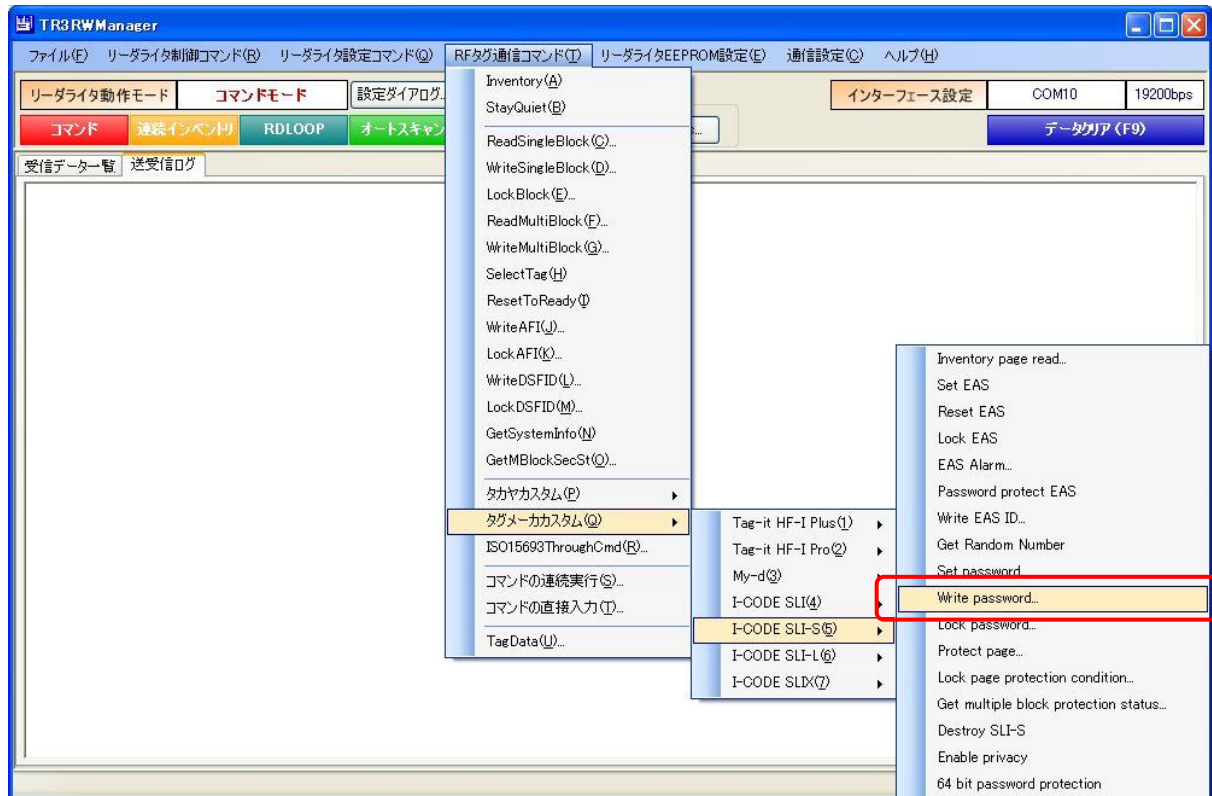 TR3RWManager
ファイル(F) リーダライタ制御コマンド(R) リーダライタ設定コマンド(Q) RFタグ通信コマンド(T) リーダライタEEPROM設定(E) 通信設定(C) ヘルプ(H)
リーダライタ動作モード コマンドモード 設定ダイアログ... インターフェース設定 COM10 19200bps
コマンド 連続インベントリ RDLOOP オートスキャン データクリア (F9)
受信データ一覧 送受信ログ
Inventory(A)
StayQuiet(B)
ReadSingleBlock(C)...
WriteSingleBlock(D)...
LockBlock(E)...
ReadMultiBlock(F)...
WriteMultiBlock(G)...
SelectTag(H)
ResetToReady(I)
WriteAFI(J)...
LockAFI(K)...
WriteDSFID(L)...
LockDSFID(M)...
GetSystemInfo(N)
GetMBlockSecSt(O)...
タカヤカスタム(P)
タグメーカカスタム(Q)
ISO15693ThroughCmd(R)...
コマンドの連続実行(S)...
コマンドの直接入力(T)...
TagData(U)...
Tag-it HF-I Plus(1)
Tag-it HF-I Pro(2)
My-d(3)
I-CODE SLI(4)
I-CODE SLI-S(5)
I-CODE SLI-L(6)
I-CODE SLIX(7)
Inventory page read...
Set EAS
Reset EAS
Lock EAS
EAS Alarm...
Password protect EAS
Write EAS ID...
Get Random Number
Set password
Write password...
Lock password...
Protect page...
Lock page protection condition...
Get multiple block protection status...
Destroy SLI-S
Enable privacy
64 bit password protection